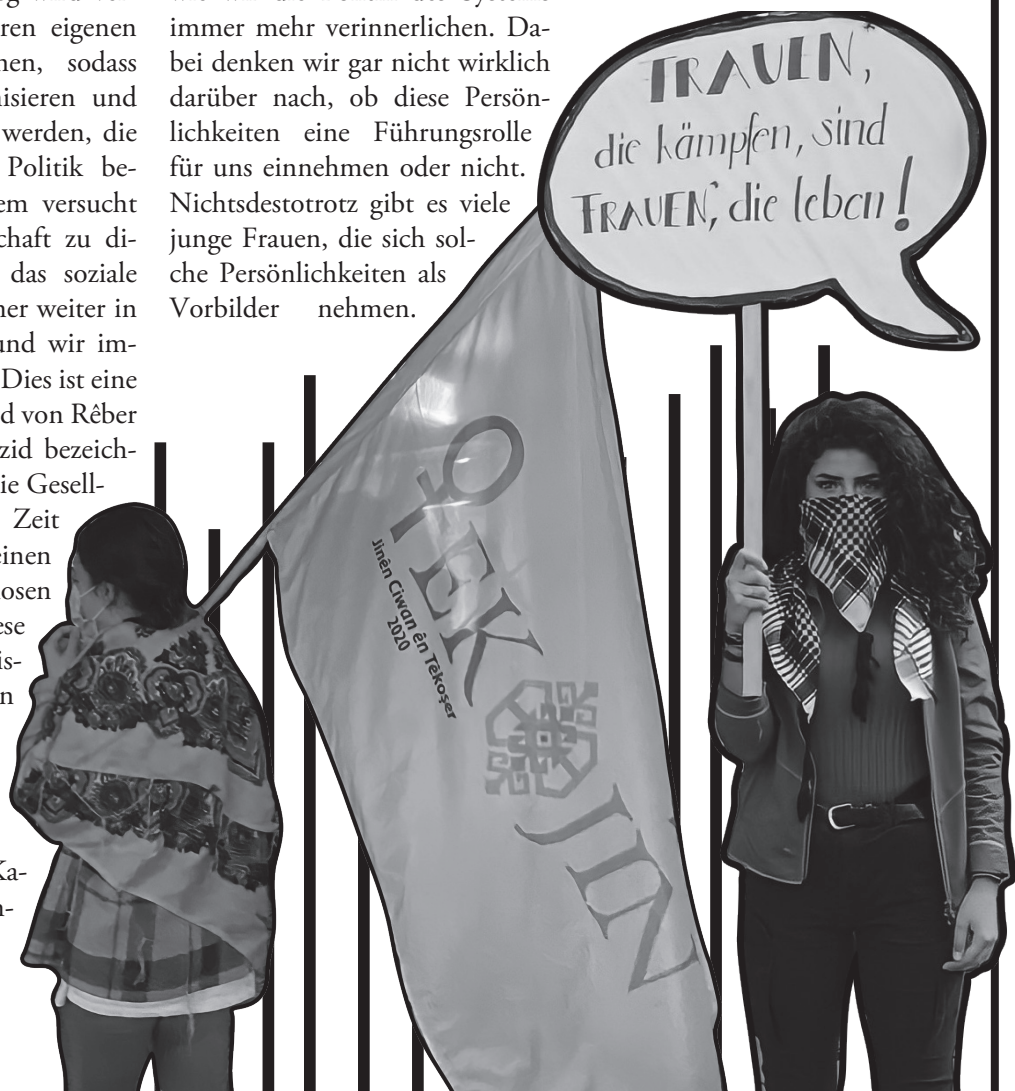 ren eigenen
nen, sodass
isieren und
werden, die
Politik be-
em versucht
chaft zu di-
das soziale
ner weiter in
und wir im-
Dies ist eine
d von Rêber
zid bezeich-
ie Gesell-
Zeit
einen
osen
ese
is-
n
Ka-
n-
immer mehr verinnerlichen. Da-
bei denken wir gar nicht wirklich
darüber nach, ob diese Persön-
lichkeiten eine Führungsrolle
für uns einnehmen oder nicht.
Nichtsdestotrotz gibt es viele
junge Frauen, die sich sol-
che Persönlichkeiten als
Vorbilder nehmen.
FRAUEN,
die kämpfen, sind
FRAUEN, die leben!
♀EK JIN
Jinên Ciwan ên Têkoşer
2020